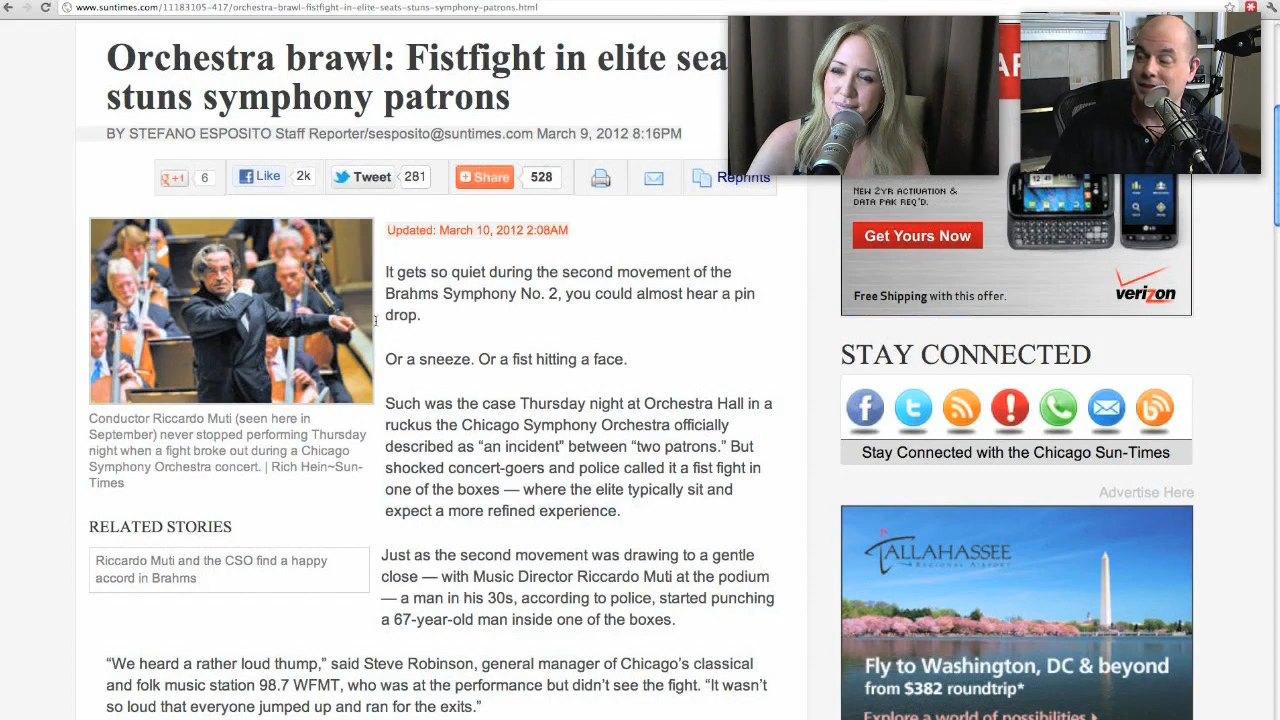 www.suntimes.com/11183105-417/orchestra-brawl-fistfight-in-elite-seats-stuns-symphony-patrons.html
Orchestra brawl: Fistfight in elite sea
stuns symphony patrons
BY STEFANO ESPOSITO Staff Reporter/sesposito@suntimes.com March 9, 2012 8:16PM
+1 6
Like 2k
Tweet 281
Share 528
Reprints
Updated: March 10, 2012 2:08AM
It gets so quiet during the second movement of the
Brahms Symphony No. 2, you could almost hear a pin
drop.
Or a sneeze. Or a fist hitting a face.
Such was the case Thursday night at Orchestra Hall in a
ruckus the Chicago Symphony Orchestra officially
described as “an incident” between “two patrons.” But
shocked concert-goers and police called it a fist fight in
one of the boxes — where the elite typically sit and
expect a more refined experience.
Just as the second movement was drawing to a gentle
close — with Music Director Riccardo Muti at the podium
— a man in his 30s, according to police, started punching
a 67-year-old man inside one of the boxes.
“We heard a rather loud thump,” said Steve Robinson, general manager of Chicago’s classical
and folk music station 98.7 WFMT, who was at the performance but didn’t see the fight. “It wasn’t
so loud that everyone jumped up and ran for the exits.”
Conductor Riccardo Muti (seen here in
September) never stopped performing Thursday
night when a fight broke out during a Chicago
Symphony Orchestra concert. | Rich Hein~Sun-
Times
RELATED STORIES
Riccardo Muti and the CSO find a happy
accord in Brahms
NEW 2YR ACTIVATION &
DATA PAK REQ'D.
Get Yours Now
Free Shipping with this offer.
LG
verizon
STAY CONNECTED
Stay Connected with the Chicago Sun-Times
Advertise Here
TALLAHASSEE
REGIONAL AIRPORT
Fly to Washington, DC & beyond
from $382 roundtrip*
Explore a world of possibilities